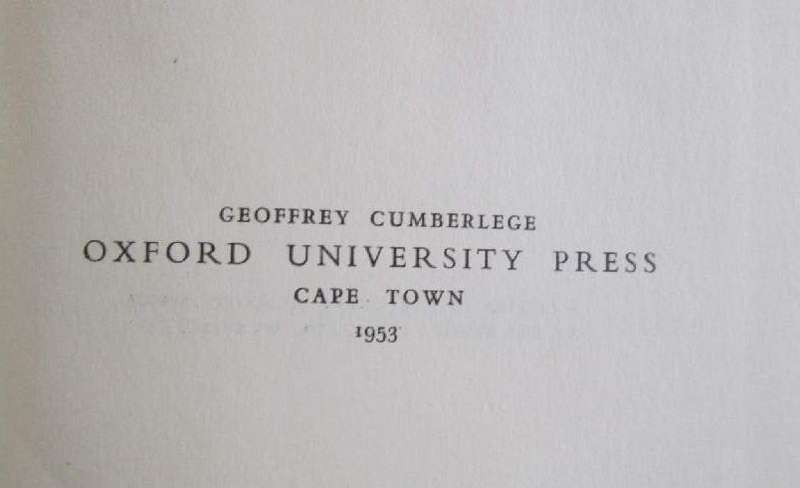 GEOFFREY CUMBERLEGE
OXFORD UNIVERSITY PRESS
CAPE TOWN
1953